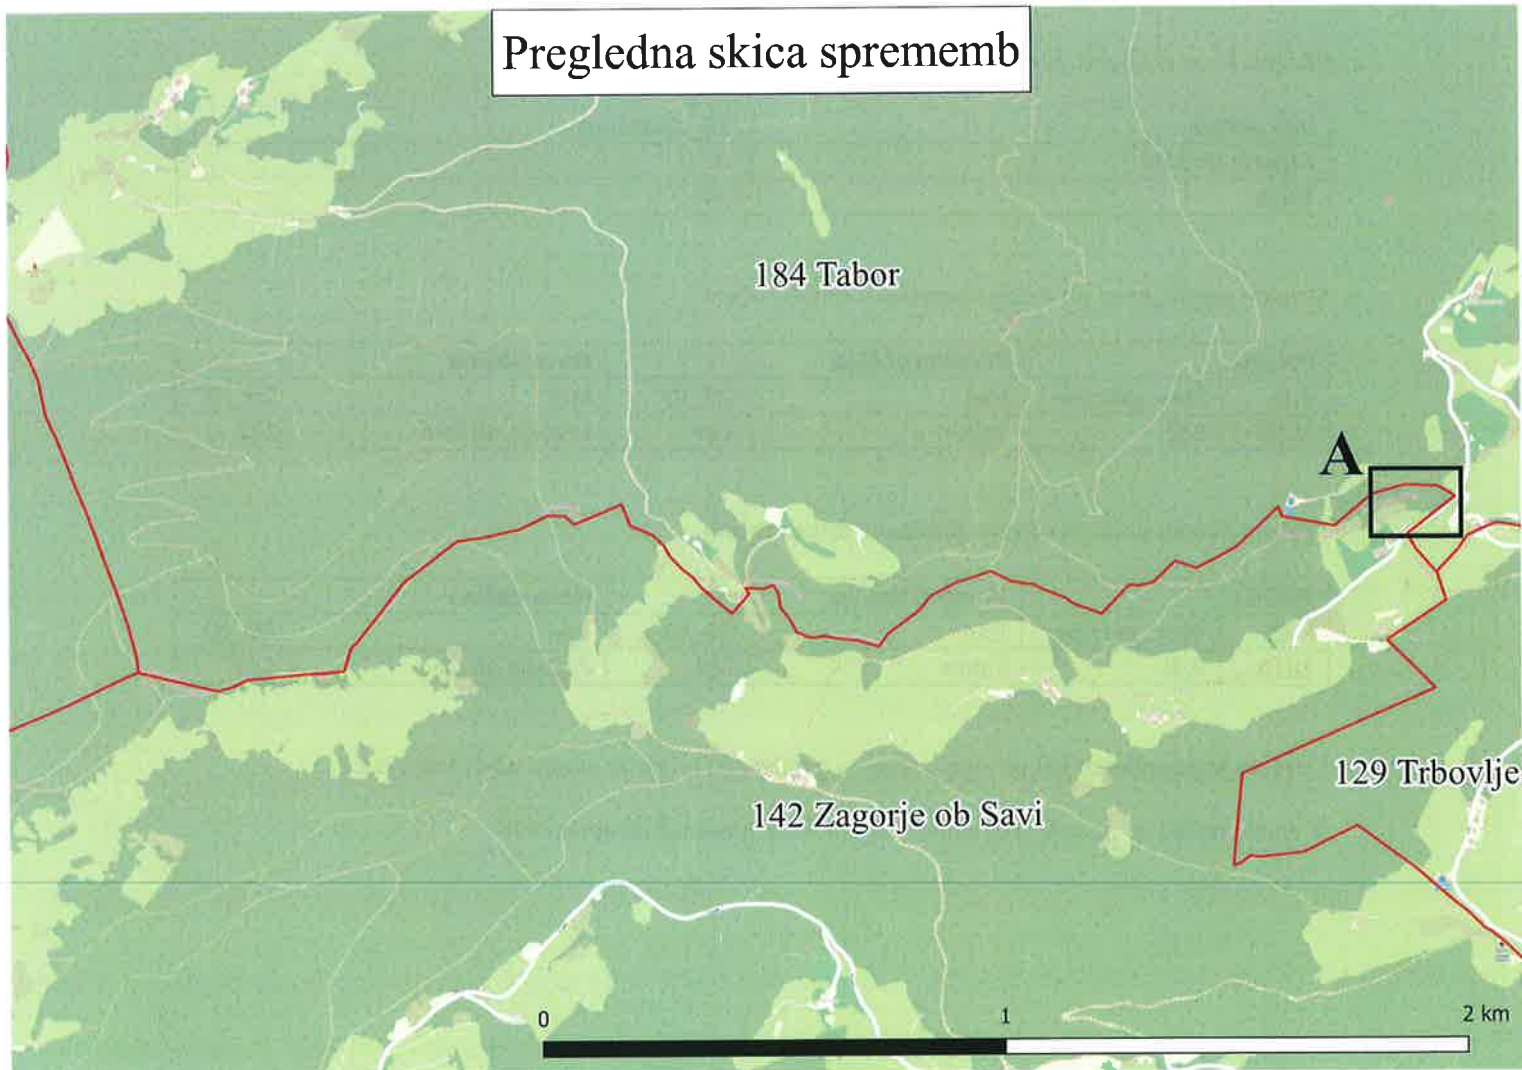 Pregledna skica sprememb
184 Tabor
A
129 Trbovlje
142 Zagorje ob Savi
0
1
2 km